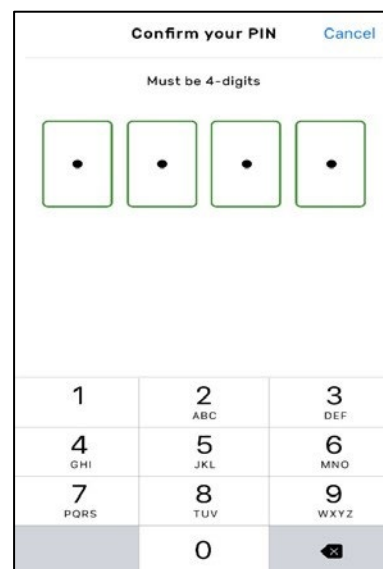 Confirm your PIN Cancel
Must be 4-digits
1 2 3
ABC DEF
4 5 6
GHI JKL MNO
7 8 9
PQRS TUV WXYZ
0